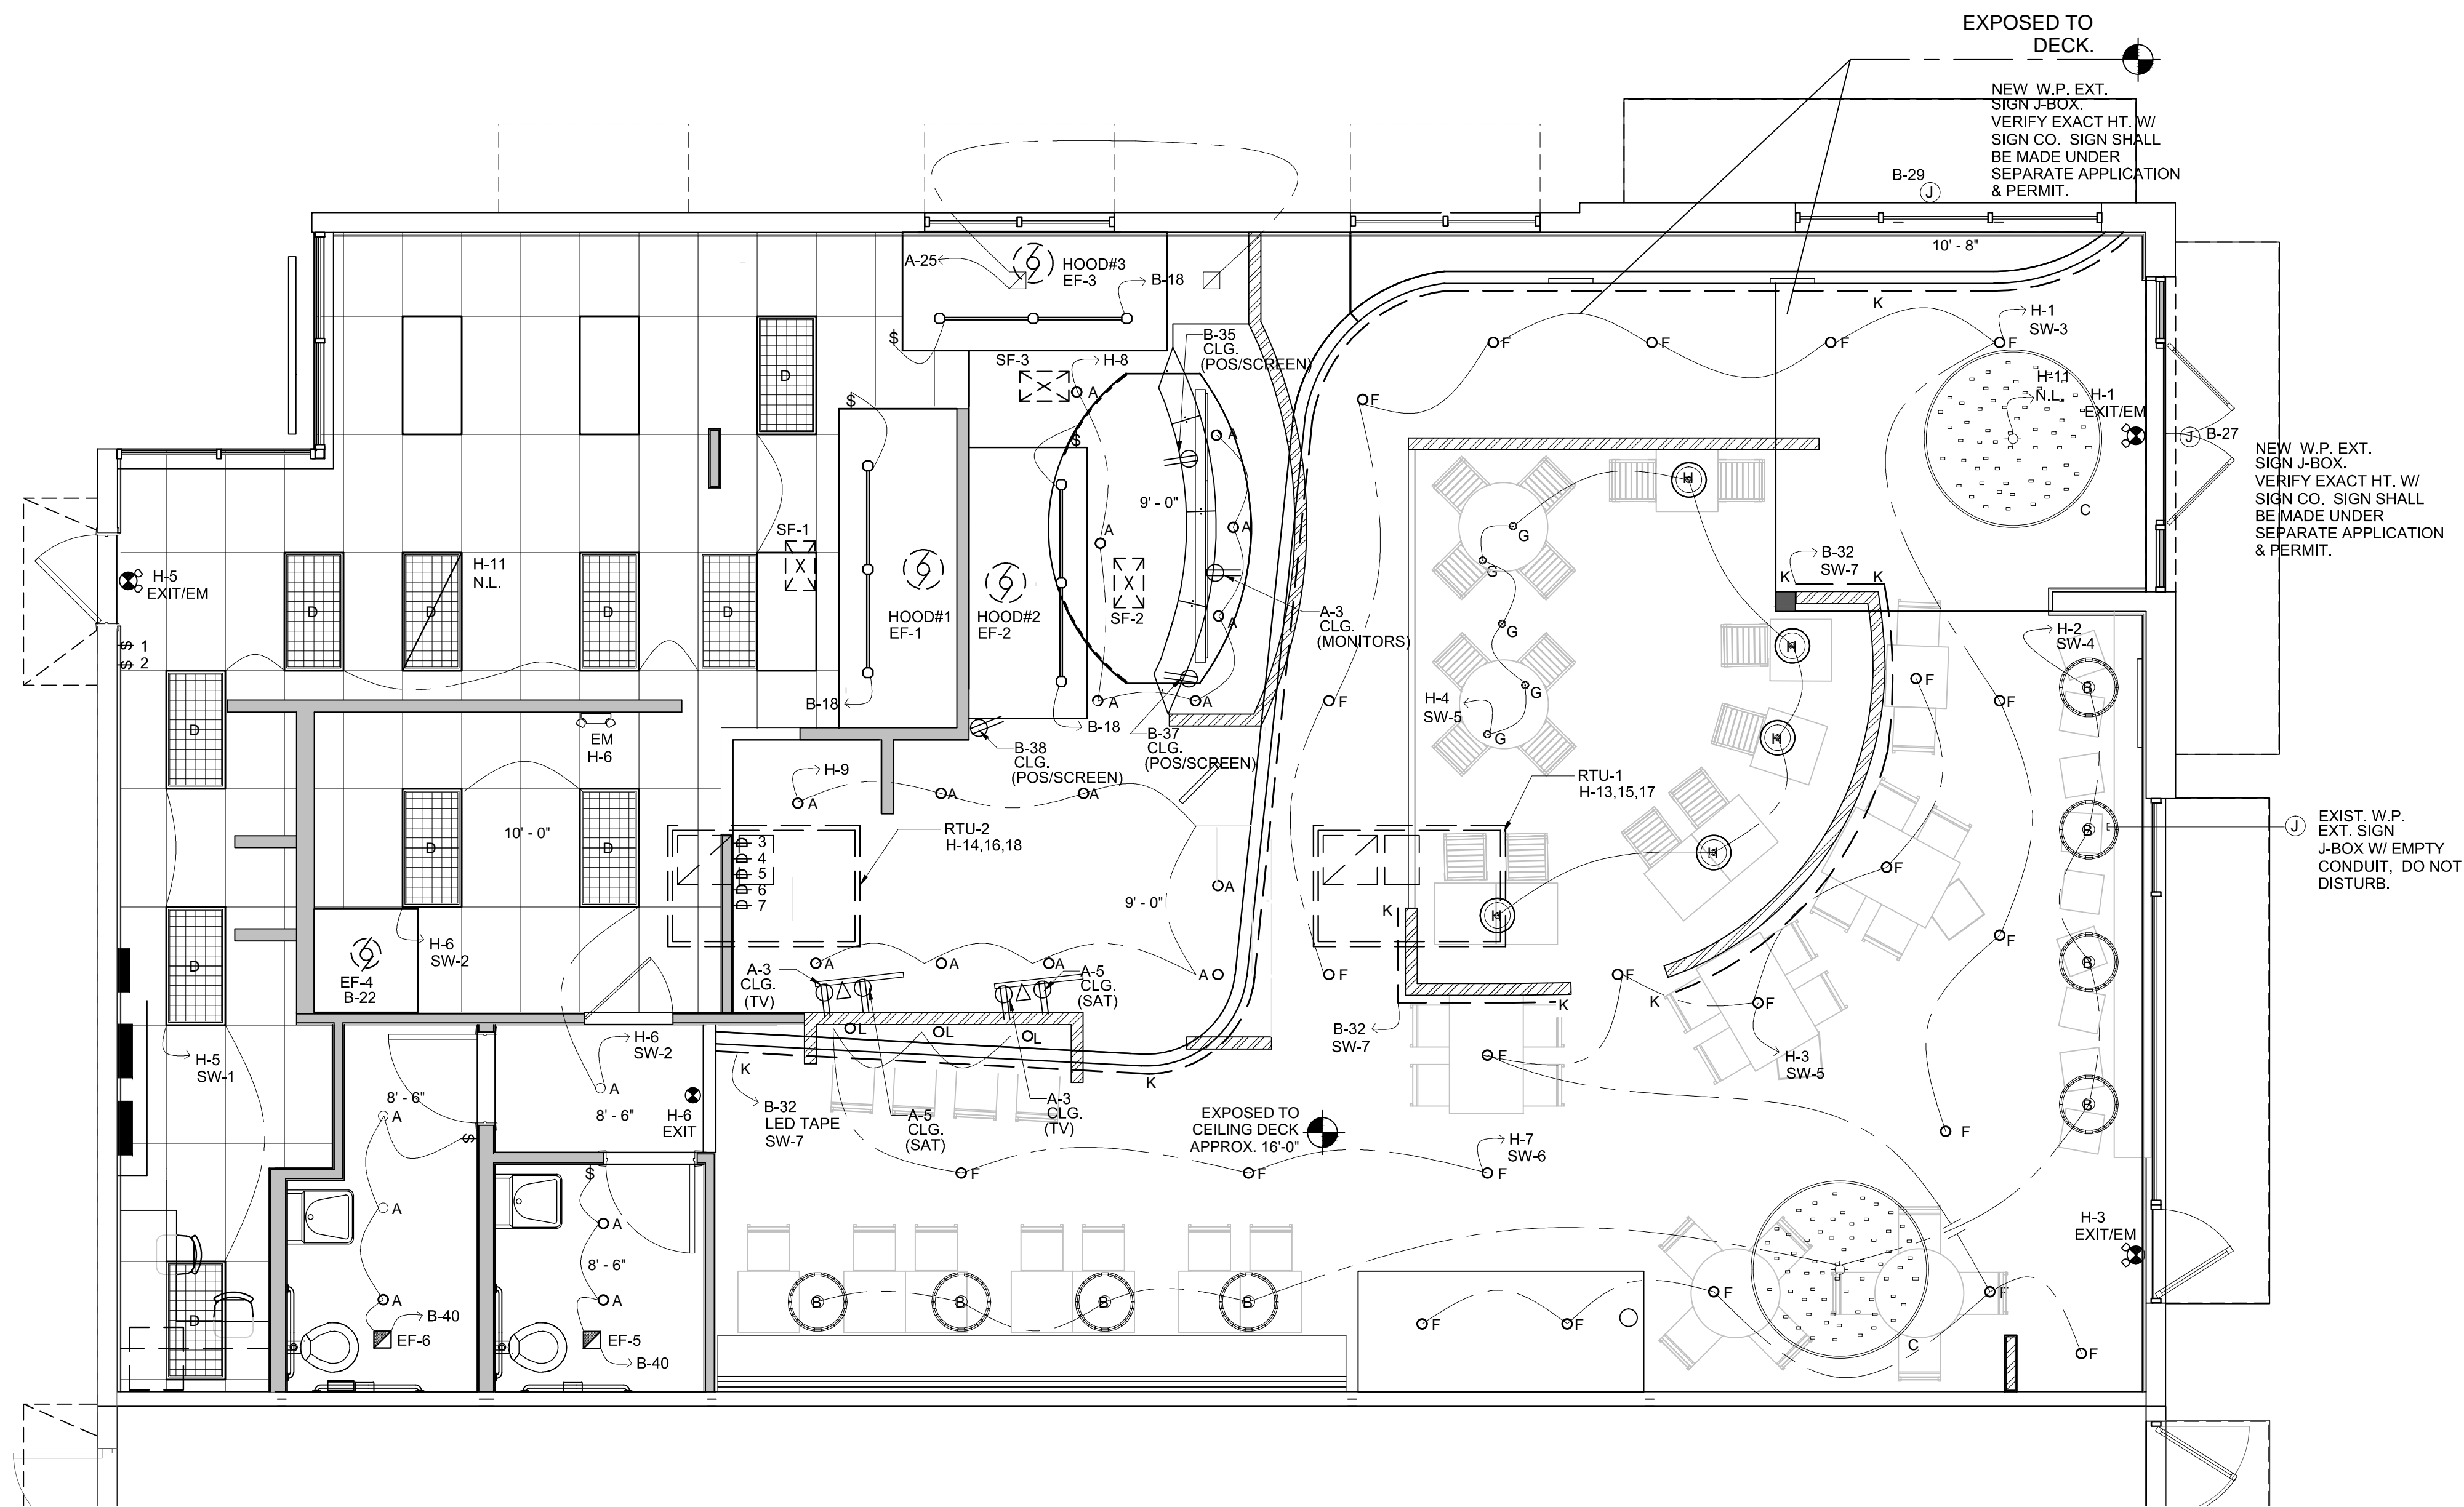 EXPOSED TO
DECK.
NEW W.P. EXT.
SIGN J-BOX.
VERIFY EXACT HT. W/
SIGN CO. SIGN SHALL
BE MADE UNDER
SEPARATE APPLICATION
& PERMIT.
B-29
J
10' - 8"
A-25
HOOD#3
EF-3
B-18
$
B-35
CLG.
(POS/SCREEN)
SF-3
H-8
A
K
H-1
SW-3
F
F
F
F
F
D
H-11
N.L.
H-1
EXIT/EM
J
B-27
NEW W.P. EXT.
SIGN J-BOX.
VERIFY EXACT HT. W/
SIGN CO. SIGN SHALL
BE MADE UNDER
SEPARATE APPLICATION
& PERMIT.
C
$
$
A
9' - 0"
A
A
H
G
G
G
G
G
SF-1
X
X
X
SF-2
A
H-5
EXIT/EM
H-11
N.L.
D
D
D
D
HOOD#1
EF-1
HOOD#2
EF-2
A-3
CLG.
(MONITORS)
B-32
SW-7
K
K
$ 1
$ 2
H
H-2
SW-4
B
H-4
SW-5
F
F
F
D
B-18
A
A
B-18
B-37
CLG.
(POS/SCREEN)
B-38
CLG.
(POS/SCREEN)
EM
H-6
H
H-9
A
A
A
RTU-1
H-13,15,17
RTU-2
H-14,16,18
10' - 0"
D
D
3
4
5
6
7
H
B
J
EXIST. W.P.
EXT. SIGN
J-BOX W/ EMPTY
CONDUIT, DO NOT
DISTURB.
F
A
9' - 0"
K
H
H-6
SW-2
EF-4
B-22
D
A
A
A
A
A-3
CLG.
(TV)
A-5
CLG.
(SAT)
F
F
F
F
K
K
B
L
L
L
B-32
SW-7
H-5
SW-1
H-6
SW-2
A
8' - 6"
A
8' - 6"
H-6
EXIT
K
B-32
LED TAPE
SW-7
A-5
CLG.
(SAT)
A-3
CLG.
(TV)
K
F
H-3
SW-5
B
EXPOSED TO
CEILING DECK
APPROX. 16'-0"
H-7
SW-6
F
F
F
F
$
$
A
A
8' - 6"
H-3
EXIT/EM
A
A
B-40
EF-6
EF-5
B-40
D
B
B
B
B
F
F
F
F
F
C